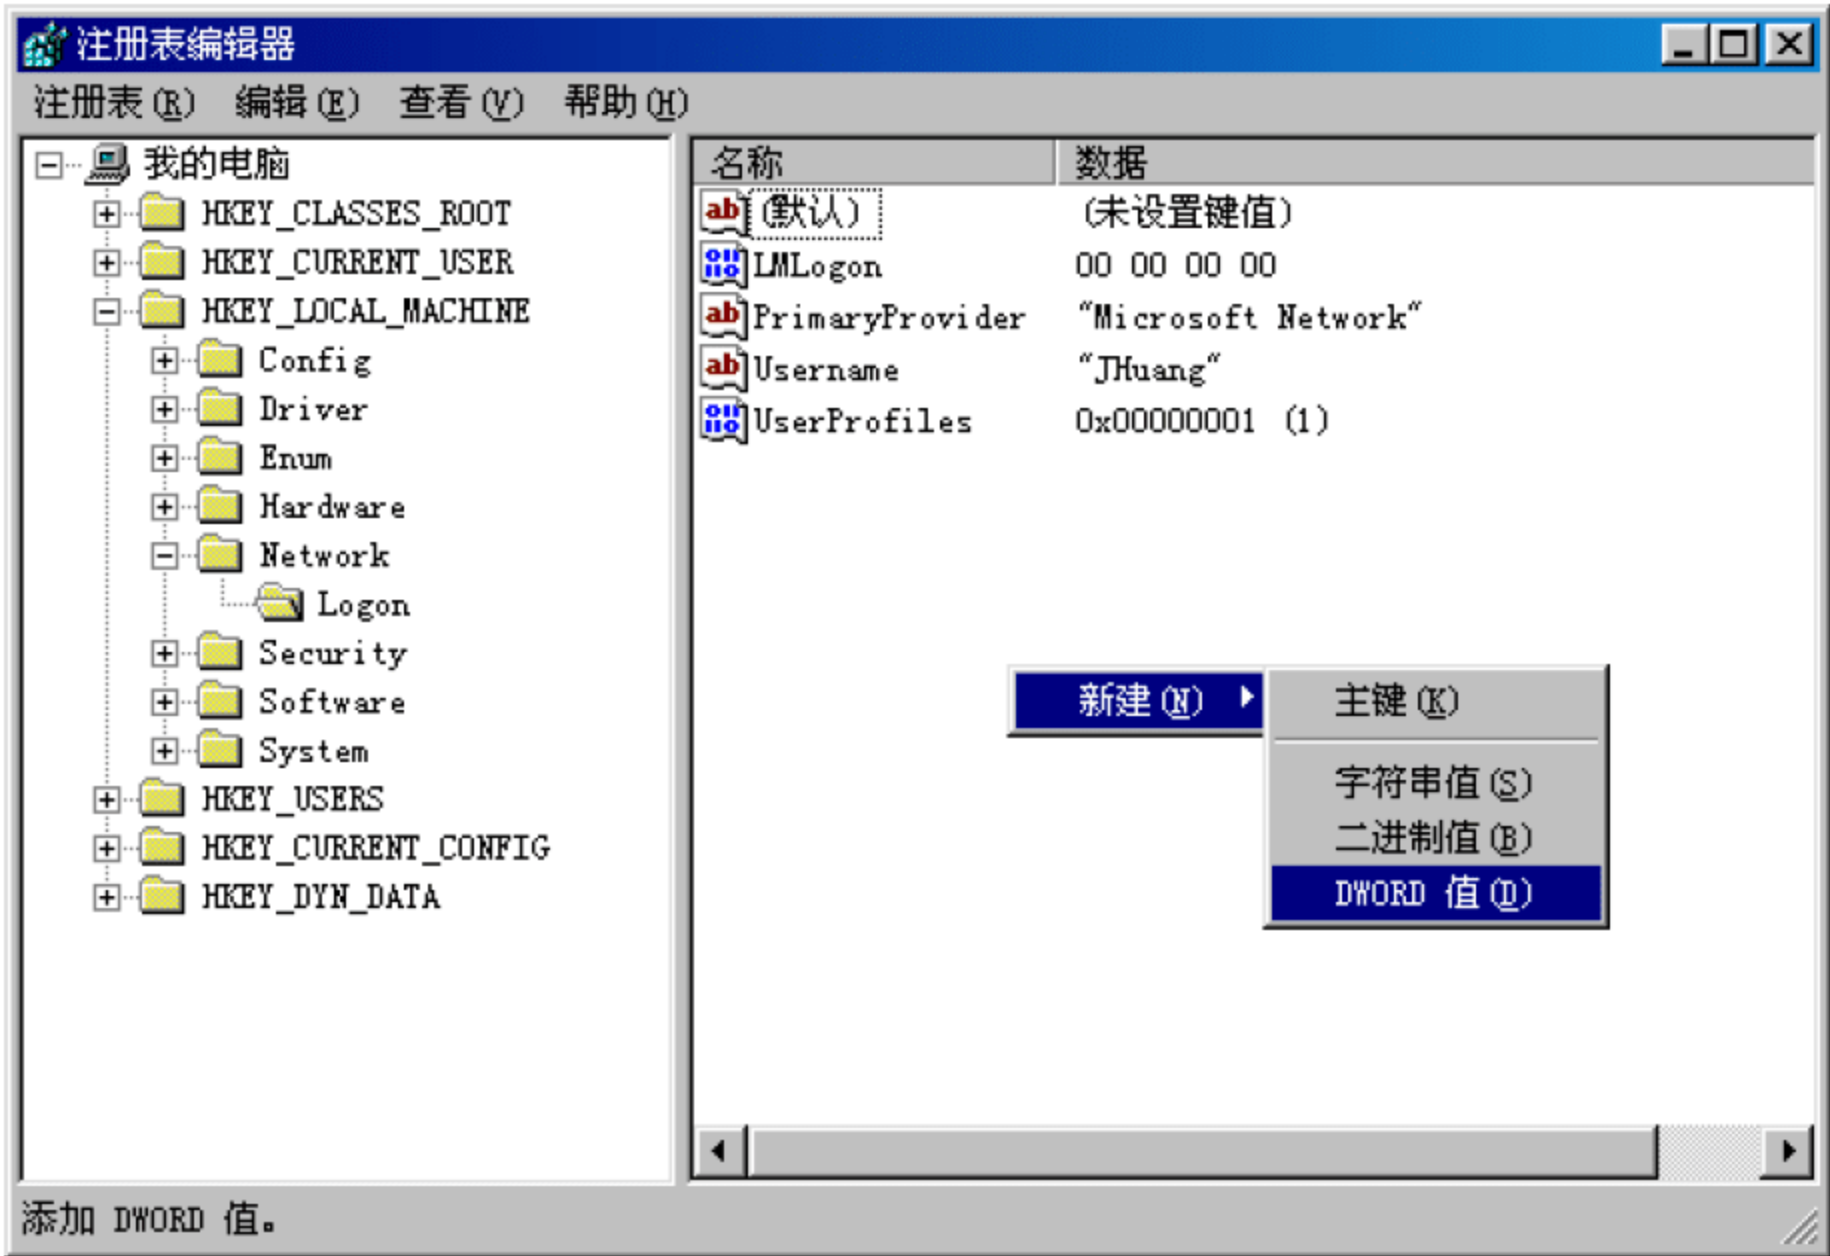 注册表编辑器
注册表(R) 编辑(E) 查看(V) 帮助(H)
我的电脑
HKEY_CLASSES_ROOT
HKEY_CURRENT_USER
HKEY_LOCAL_MACHINE
Config
Driver
Enum
Hardware
Network
Logon
Security
Software
System
HKEY_USERS
HKEY_CURRENT_CONFIG
HKEY_DYN_DATA
名称 数据
(默认) (未设置键值)
LMLogon 00 00 00 00
PrimaryProvider "Microsoft Network"
Username "JHuang"
UserProfiles 0x00000001 (1)
新建(N)
主键(K)
字符串值(S)
二进制值(B)
DWORD 值(D)
添加 DWORD 值。